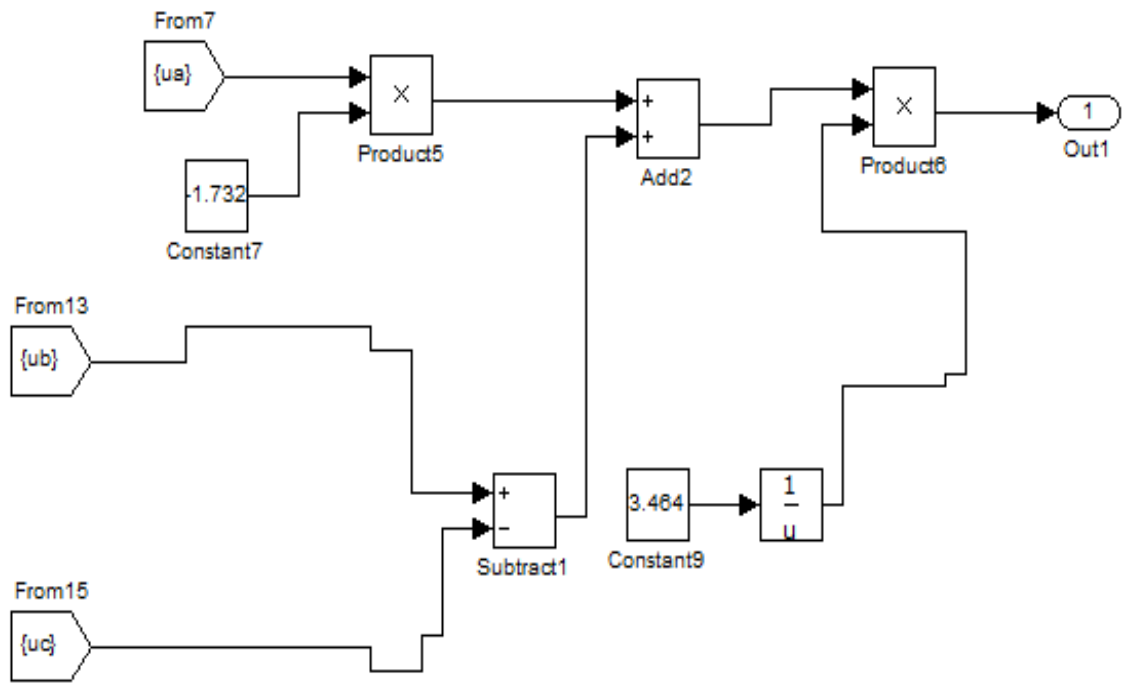 From7
{ua}
×
Product5
-1.732
Constant7
+
+
Add2
×
Product6
1
Out1
From13
{ub}
+
−
Subtract1
3.464
Constant9
1
u
From15
{uc}